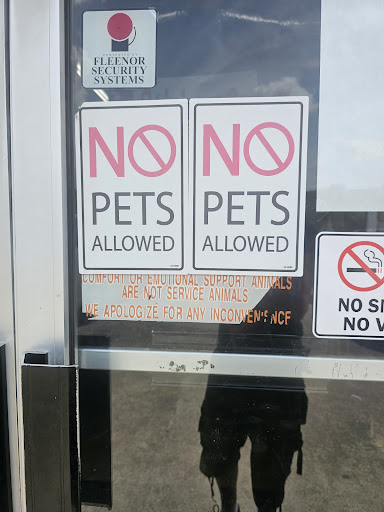 FLEENOR
SECURITY
SYSTEMS
NO
PETS
ALLOWED
NO
PETS
ALLOWED
COMFORT OR EMOTIONAL SUPPORT ANIMALS
ARE NOT SERVICE ANIMALS
WE APOLOGIZE FOR ANY INCONVENIENCF
NO
NO